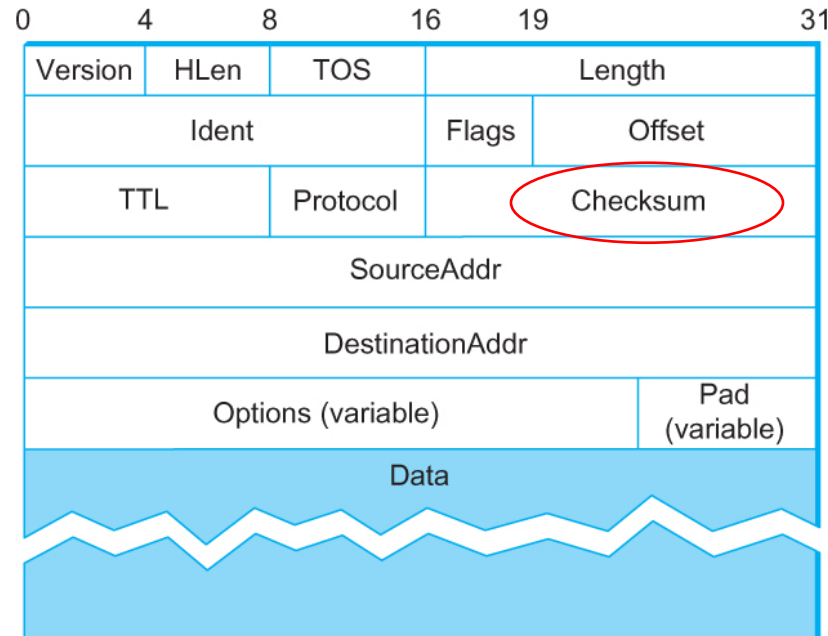 0 4 8 16 19 31
Version HLen TOS Length
Ident Flags Offset
TTL Protocol Checksum
SourceAddr
DestinationAddr
Options (variable) Pad
(variable)
Data